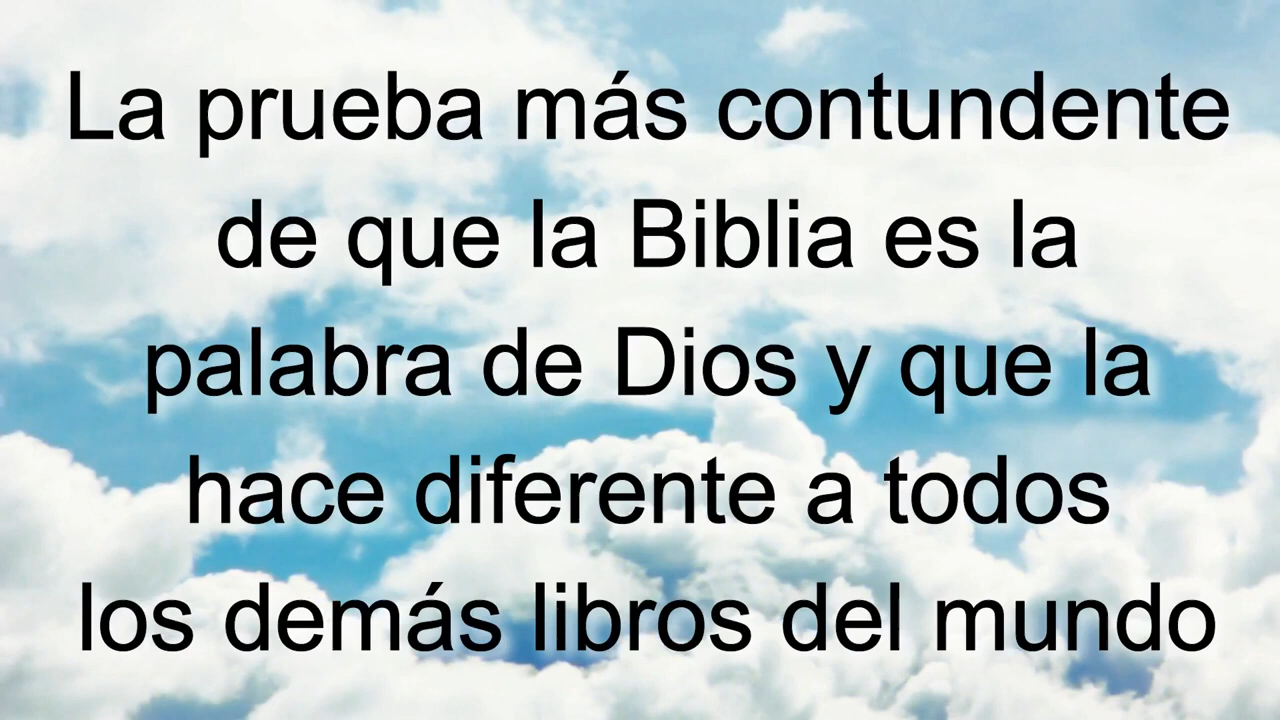 La prueba más contundente
de que la Biblia es la
palabra de Dios y que la
hace diferente a todos
los demás libros del mundo